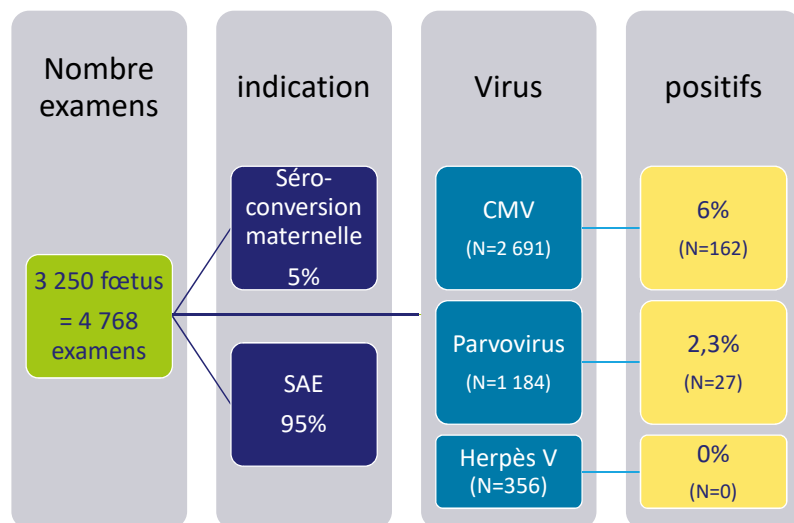 Nombre
examens
indication
Virus
positifs
3 250 fœtus
= 4 768
examens
Séro-
conversion
maternelle
5%
SAE
95%
CMV
(N=2 691)
Parvovirus
(N=1 184)
Herpès V
(N=356)
6%
(N=162)
2,3%
(N=27)
0%
(N=0)